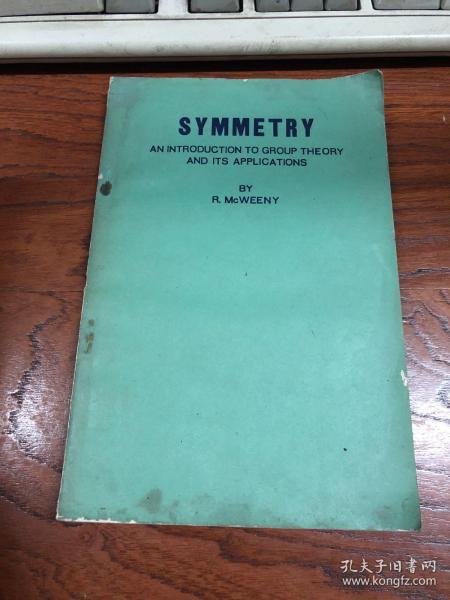 SYMMETRY
AN INTRODUCTION TO GROUP THEORY
AND ITS APPLICATIONS
BY
R. McWEENY
孔夫子旧书网
www.kongfz.com